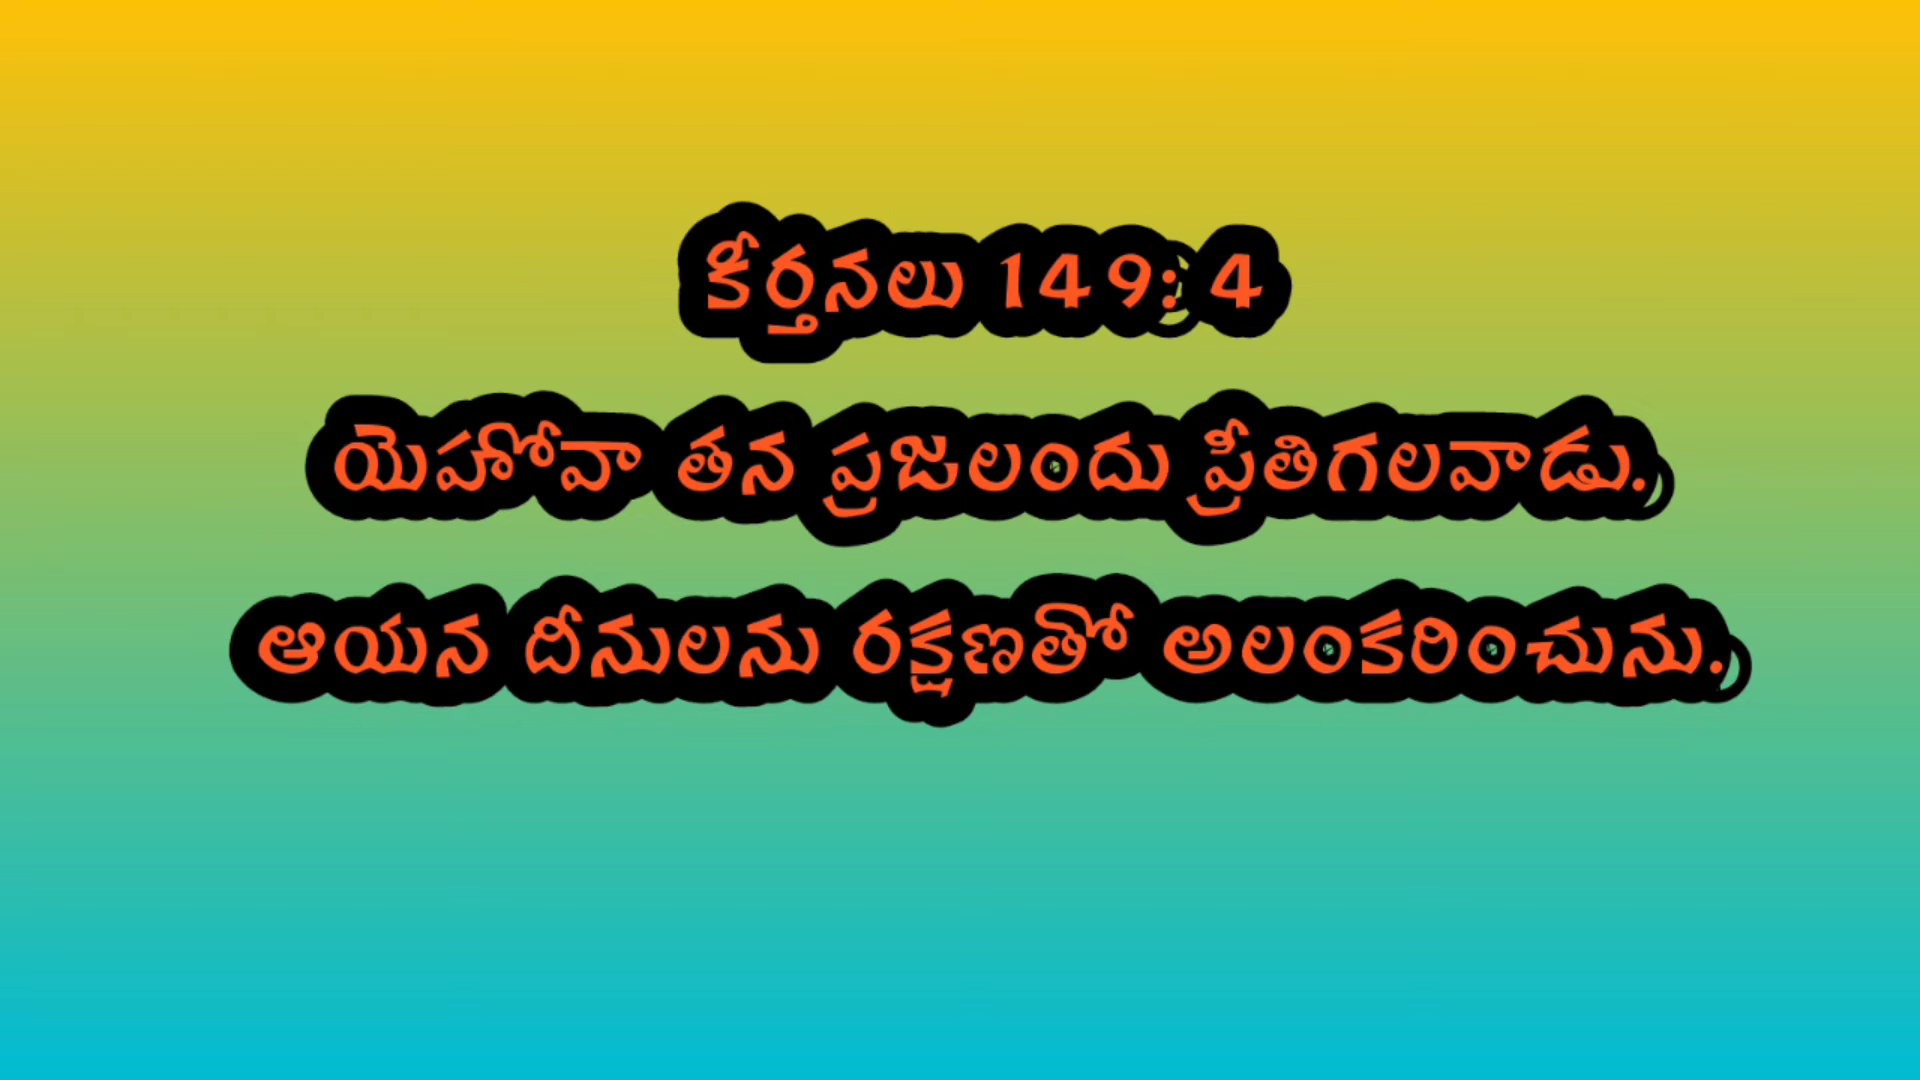 కీర్తనలు 149: 4
యెహోవా తన ప్రజలందు ప్రీతిగలవాడు.
ఆయన దీనులను రక్షణతో అలంకరించును.